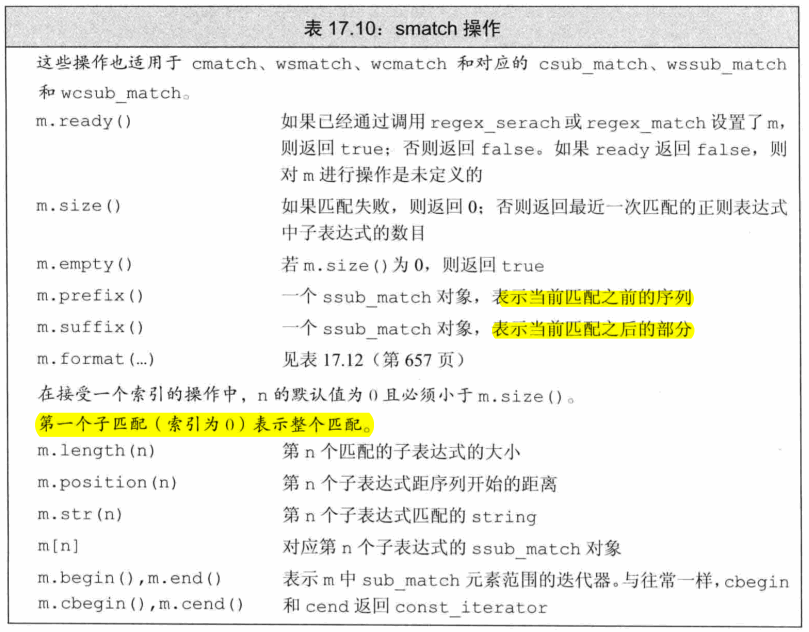 表 17.10：smatch 操作
这些操作也适用于 cmatch、wsmatch、wcmatch 和对应的 csub_match、wssub_match
和 wcsub_match。
m.ready() 如果已经通过调用 regex_serach 或 regex_match 设置了 m，
则返回 true；否则返回 false。如果 ready 返回 false，则
对 m 进行操作是未定义的
m.size() 如果匹配失败，则返回 0；否则返回最近一次匹配的正则表达式
中子表达式的数目
m.empty() 若 m.size() 为 0，则返回 true
m.prefix() 一个 ssub_match 对象，表示当前匹配之前的序列
m.suffix() 一个 ssub_match 对象，表示当前匹配之后的部分
m.format(…) 见表 17.12（第 657 页）
在接受一个索引的操作中，n 的默认值为 0 且必须小于 m.size()。
第一个子匹配（索引为 0）表示整个匹配。
m.length(n) 第 n 个匹配的子表达式的大小
m.position(n) 第 n 个子表达式距序列开始的距离
m.str(n) 第 n 个子表达式匹配的 string
m[n] 对应第 n 个子表达式的 ssub_match 对象
m.begin(),m.end() 表示 m 中 sub_match 元素范围的迭代器。与往常一样，cbegin
m.cbegin(),m.cend() 和 cend 返回 const_iterator